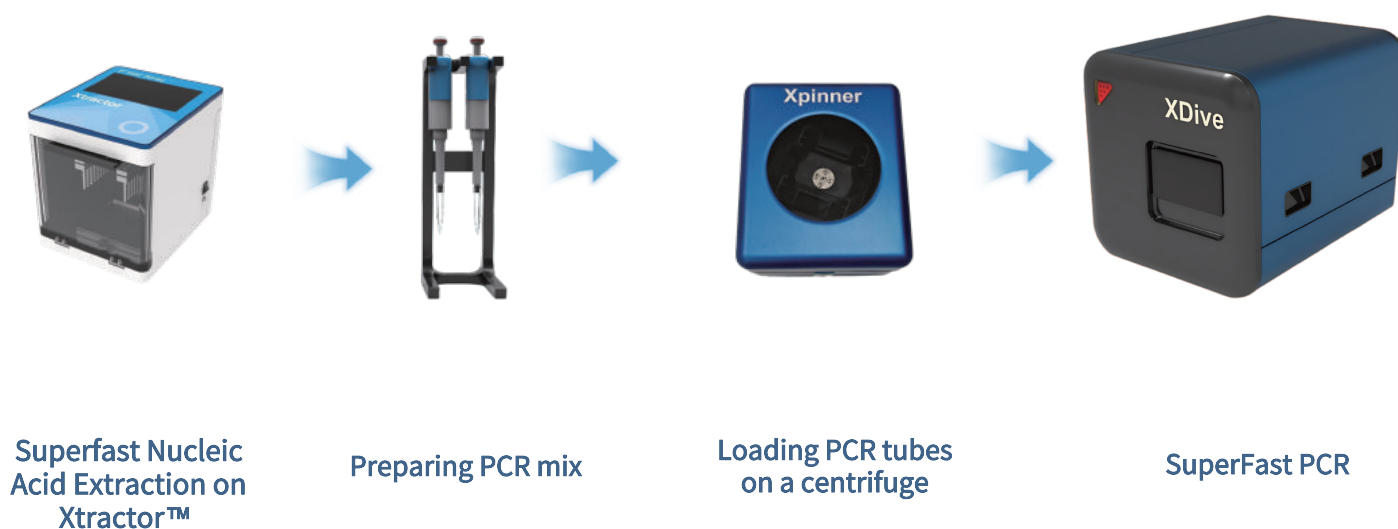 Xtractor
Xpinner
XDive
Superfast Nucleic
Acid Extraction on
Xtractor™
Preparing PCR mix
Loading PCR tubes
on a centrifuge
SuperFast PCR